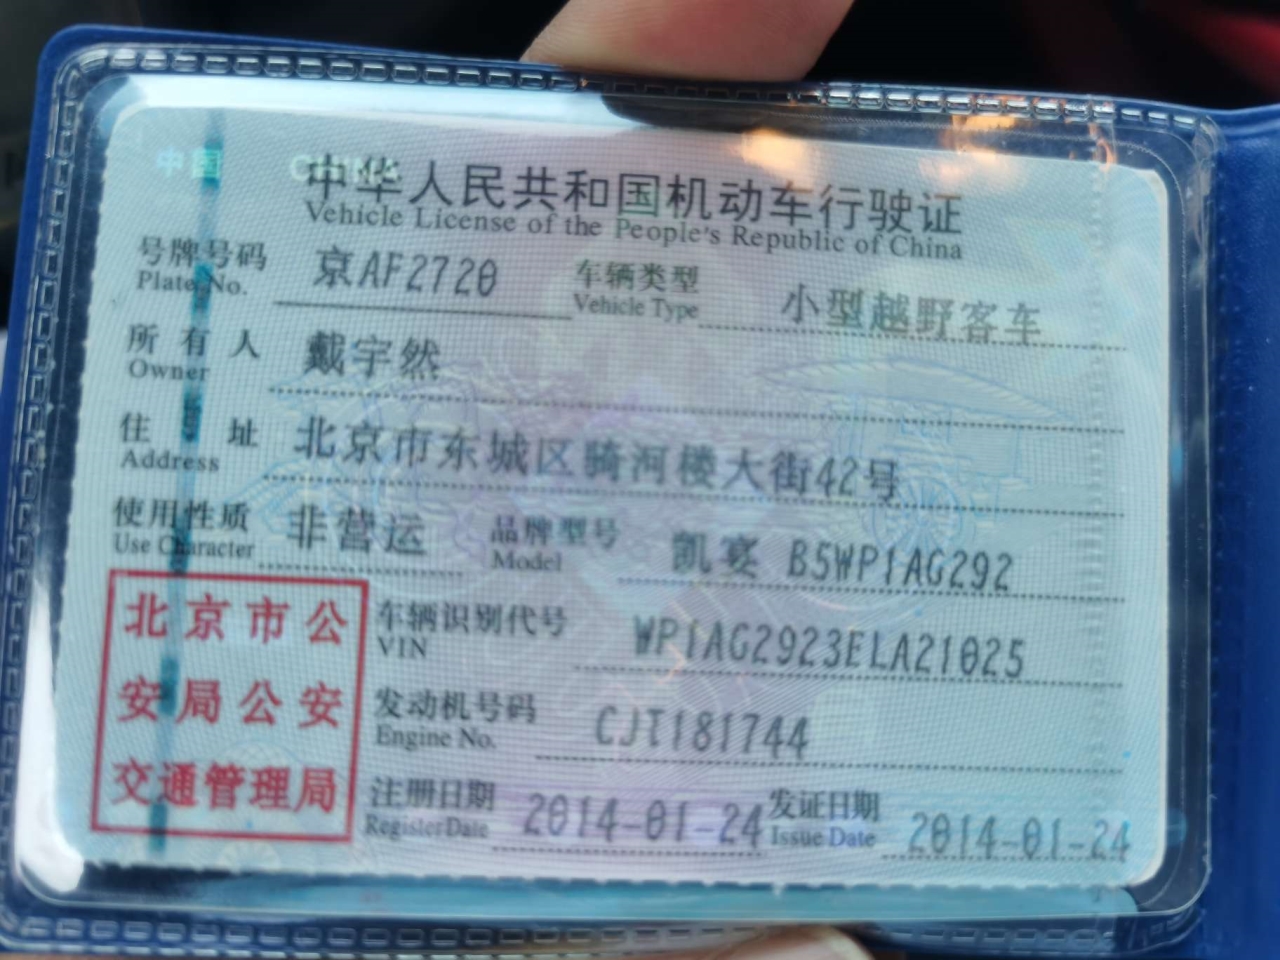 中国 CHINA
中华人民共和国机动车行驶证
Vehicle License of the People's Republic of China
号牌号码 京AF2720 车辆类型 小型越野客车
Plate No. Vehicle Type
所有人 戴宇然
Owner
住址 北京市东城区骑河楼大街42号
Address
使用性质 非营运 品牌型号 凯宴 B5WP1AG292
Use Character Model
北京市公
安局公安
交通管理局
车辆识别代号 WP1AG2923ELA21025
VIN
发动机号码 CJT181744
Engine No.
注册日期 2014-01-24 发证日期 2014-01-24
Register Date Issue Date